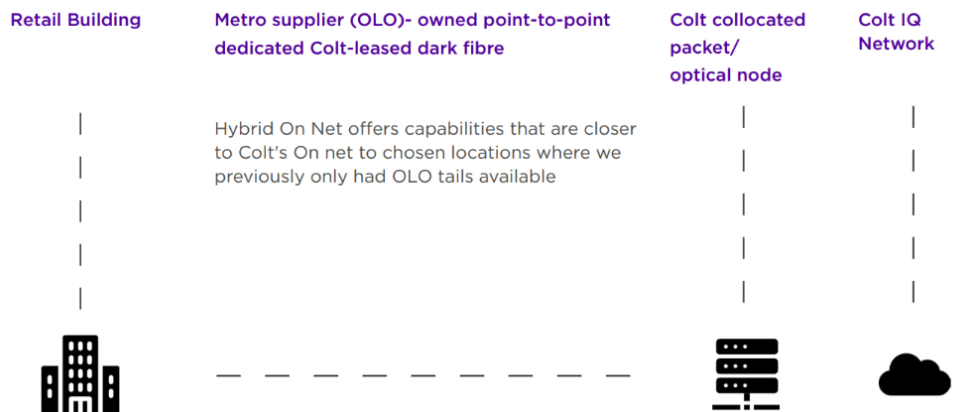 Retail Building
Metro supplier (OLO)- owned point-to-point
dedicated Colt-leased dark fibre
Colt collocated
packet/
optical node
Colt IQ
Network
Hybrid On Net offers capabilities that are closer
to Colt's On net to chosen locations where we
previously only had OLO tails available